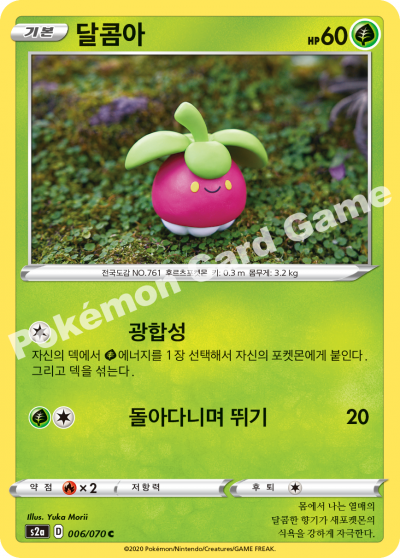 기본 달콤아 HP 60
전국도감 NO.761 후르츠포켓몬 키: 0.3 m 몸무게: 3.2 kg
Pokémon Card Game
광합성
자신의 덱에서 에너지를 1장 선택해서 자신의 포켓몬에게 붙인다.
그리고 덱을 섞는다.
돌아다니며 뛰기 20
약점 ×2 저항력 후퇴
Illus. Yuka Morii
s2a D 006/070 C
몸에서 나는 열매의
달콤한 향기가 새포켓몬의
식욕을 강하게 자극한다.
©2020 Pokémon/Nintendo/Creatures/GAME FREAK.